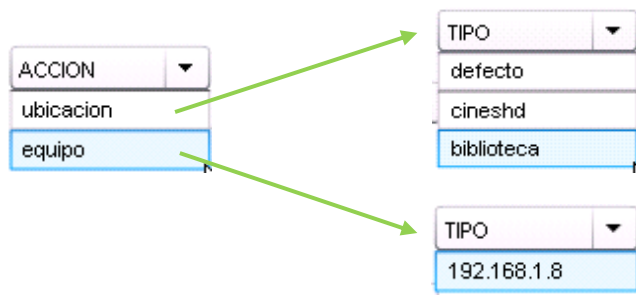 ACCION
ubicacion
equipo
TIPO
defecto
cineshd
biblioteca
TIPO
192.168.1.8